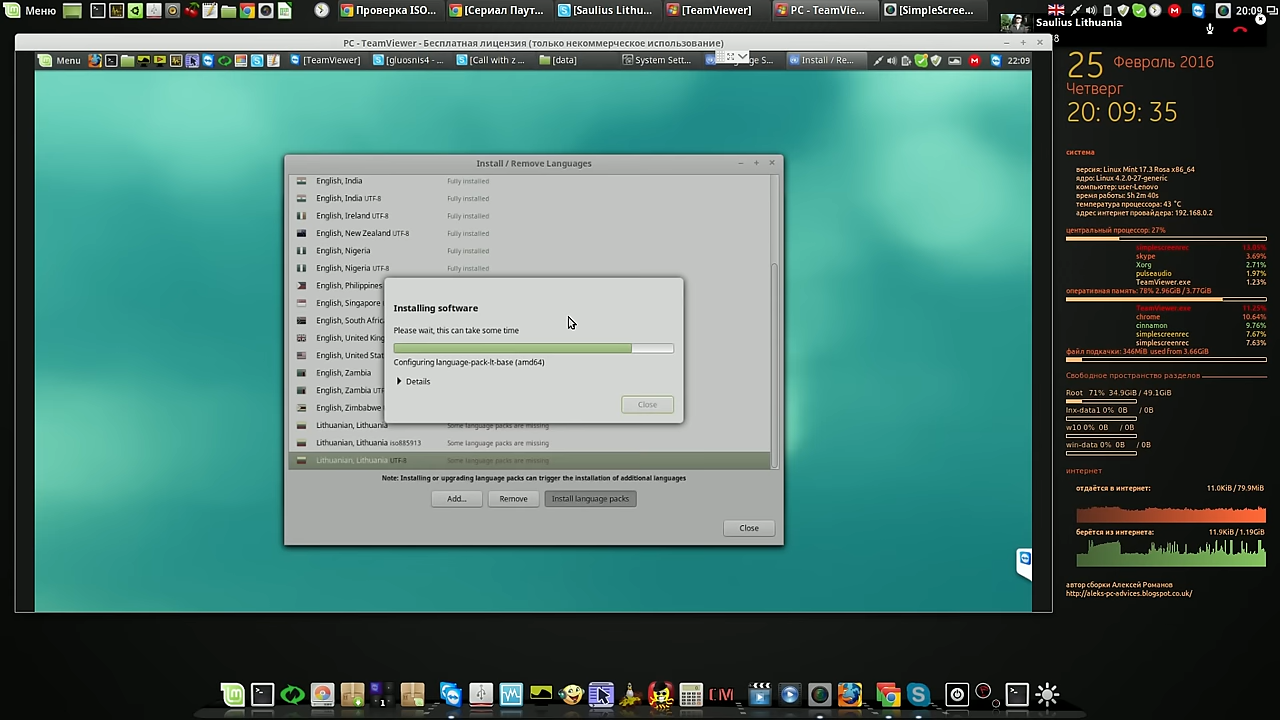 Меню
Проверка ISO...
[Сериал Паут...
[Saulius Lithu...
[TeamViewer]
PC - TeamVie...
[SimpleScree...
20:09
Saulius Lithuania
PC - TeamViewer - Бесплатная лицензия (только некоммерческое использование)
Menu
[TeamViewer]
[gluosnis4 - ...
[Call with z ...
[data]
System Sett...
Install / Re...
22:09
25 Февраль 2016
Четверг
20: 09: 35
система
версия: Linux Mint 17.3 Rosa x86_64
ядро: Linux 4.2.0-27-generic
компьютер: user-Lenovo
время работы: 5h 2m 40s
температура процессора: 43 °C
адрес интернет провайдера: 192.168.0.2
центральный процессор: 27%
simplescreenrec 13.05%
skype 3.69%
Xorg 2.71%
pulseaudio 1.97%
TeamViewer.exe 1.23%
оперативная память: 78% 2.96GiB / 3.77GiB
TeamViewer.exe 11.25%
chrome 10.64%
cinnamon 9.76%
simplescreenrec 7.67%
simplescreenrec 7.63%
файл подкачки: 346MiB used from 3.66GiB
Свободное пространство разделов
Root 71% 34.9GiB / 49.1GiB
lnx-data1 0% 0B / 0B
w10 0% 0B / 0B
win-data 0% 0B / 0B
интернет
отдаётся в интернет: 11.0KiB / 79.9MiB
берётся из интернета: 11.9KiB / 1.19GiB
автор сборки Алексей Романов
http://aleks-pc-advices.blogspot.co.uk/
Install / Remove Languages
English, India Fully installed
English, India UTF-8 Fully installed
English, Ireland UTF-8 Fully installed
English, New Zealand UTF-8 Fully installed
English, Nigeria Fully installed
English, Nigeria UTF-8 Fully installed
English, Philippines
English, Singapore
English, South Afric
English, United King
English, United Stat
English, Zambia
English, Zambia UTF
English, Zimbabwe
Lithuanian, Lithuania Some language packs are missing
Lithuanian, Lithuania iso885913 Some language packs are missing
Lithuanian, Lithuania UTF-8 Some language packs are missing
Installing software
Please wait, this can take some time
Configuring language-pack-lt-base (amd64)
Details
Close
Note: Installing or upgrading language packs can trigger the installation of additional languages
Add...
Remove
Install language packs
Close